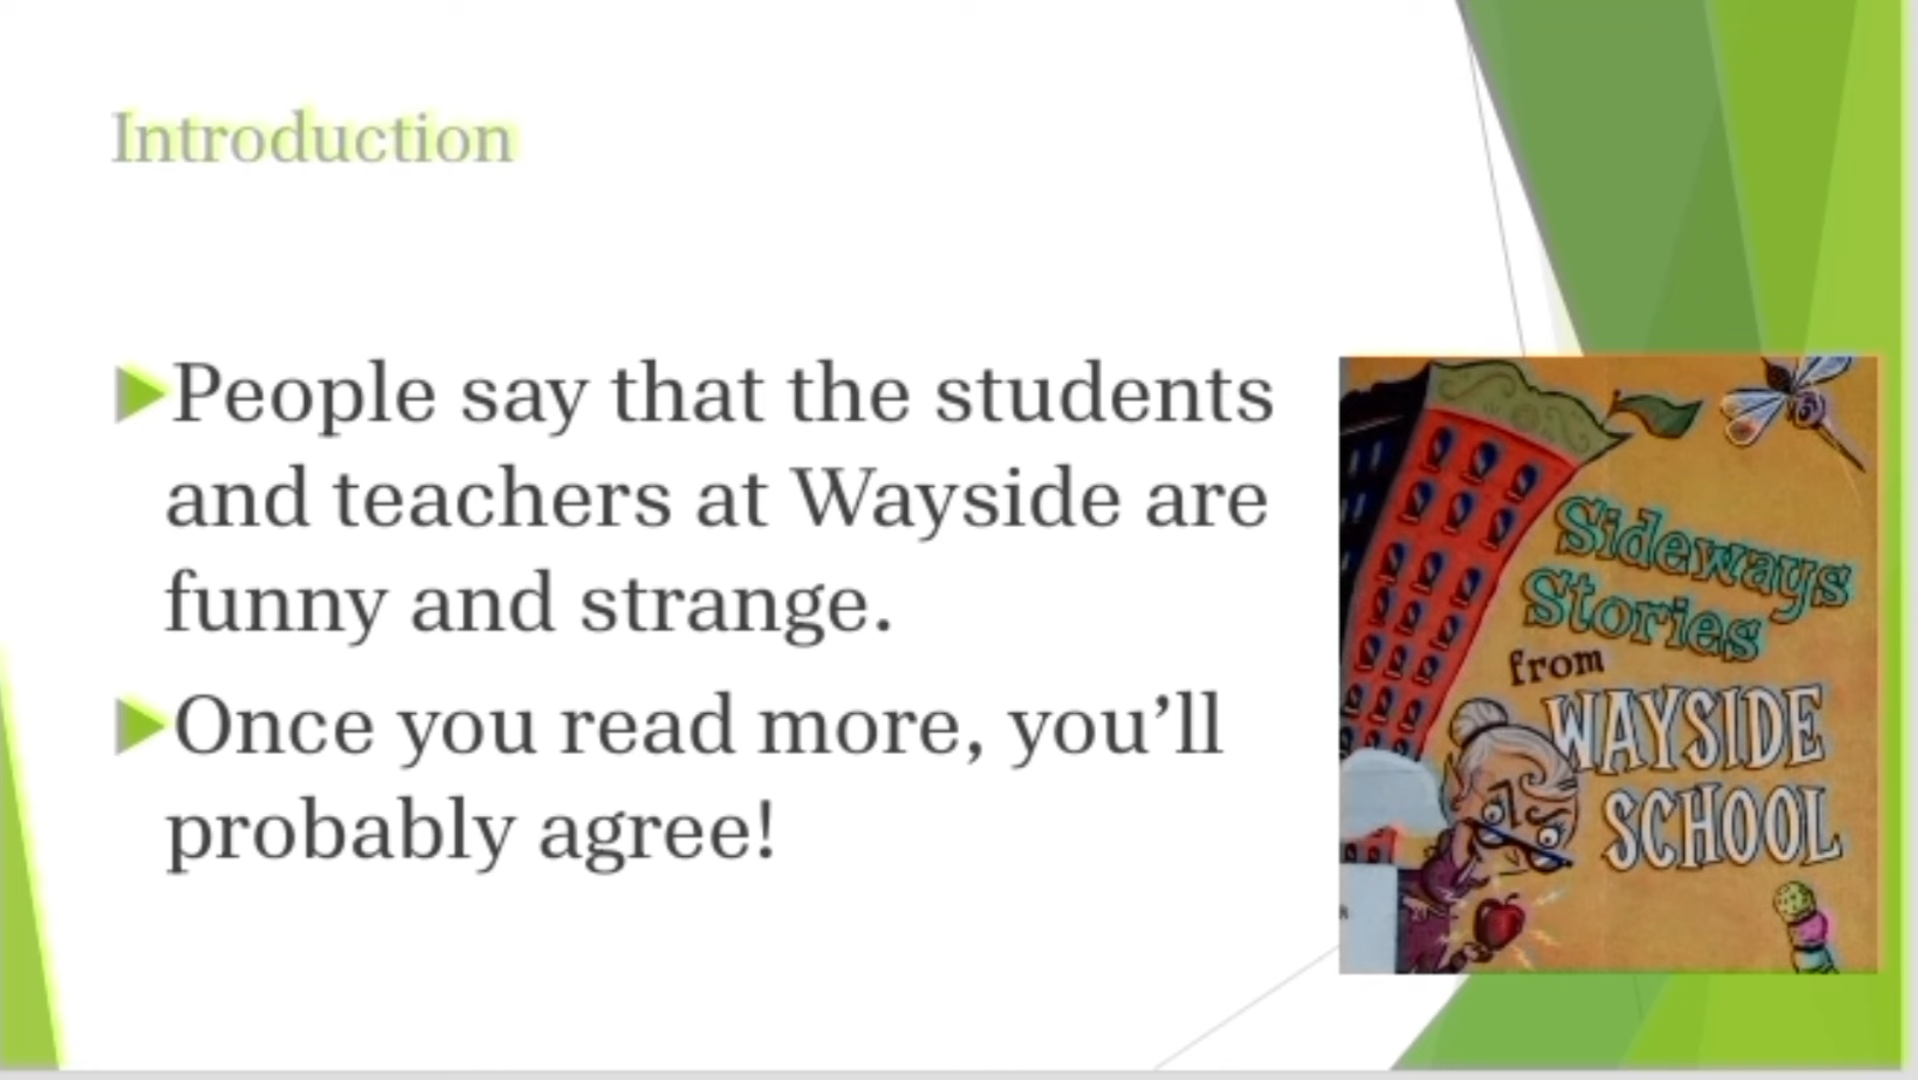 Introduction
People say that the students
and teachers at Wayside are
funny and strange.
Once you read more, you’ll
probably agree!
Sideways
Stories
from
WAYSIDE
SCHOOL